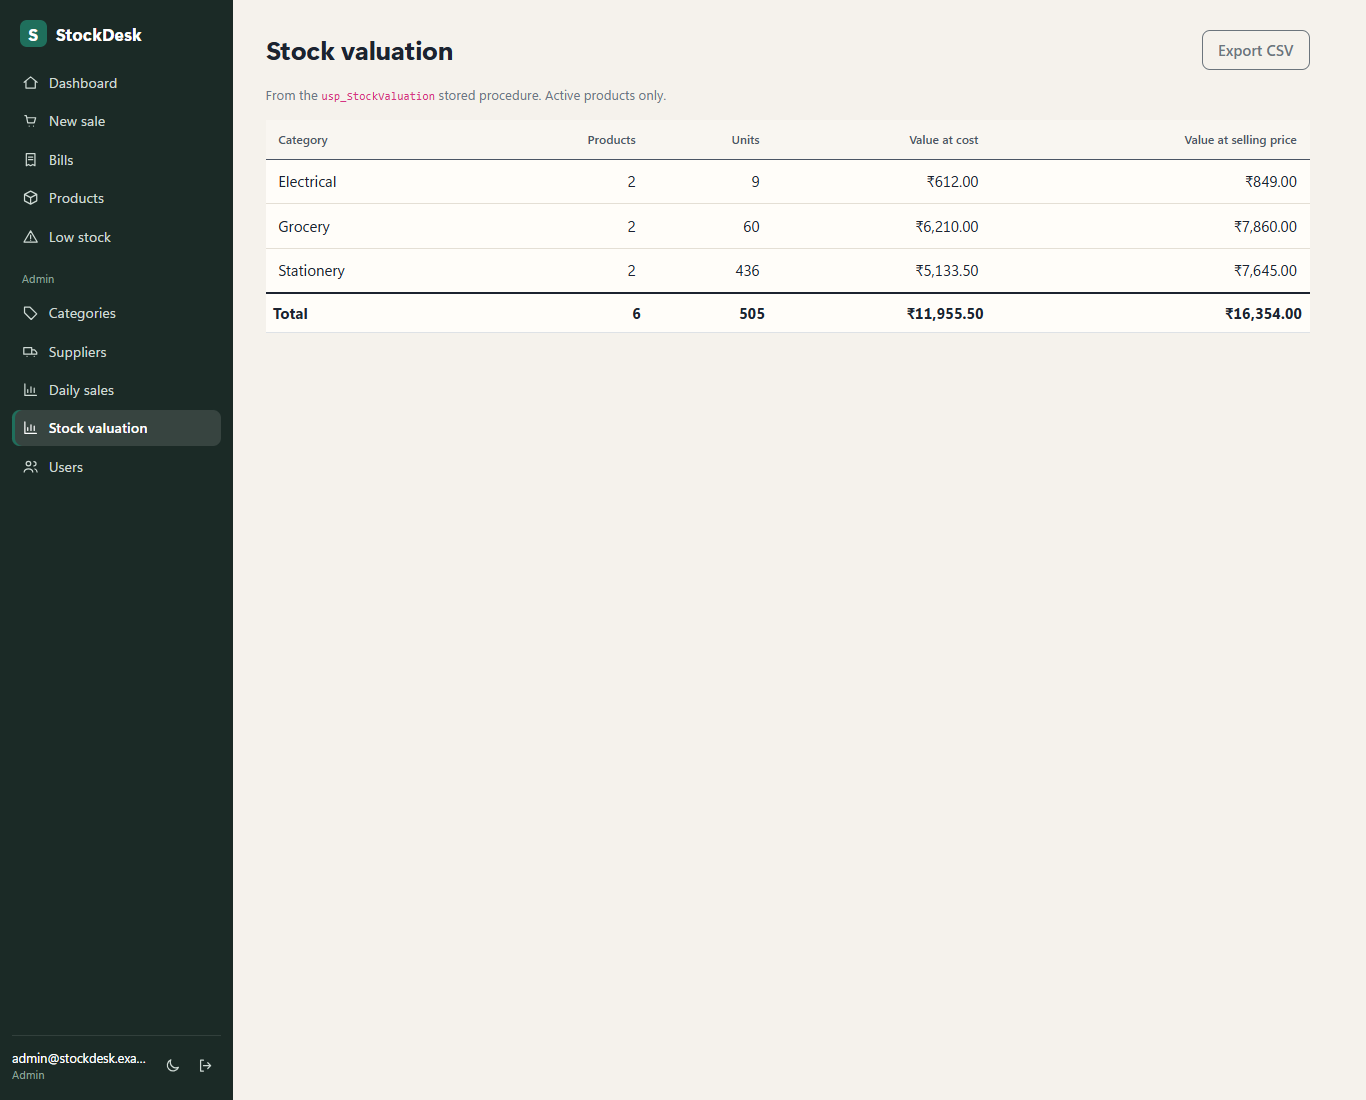 S StockDesk
Dashboard
New sale
Bills
Products
Low stock
Admin
Categories
Suppliers
Daily sales
Stock valuation
Users
admin@stockdesk.exa...
Admin
Stock valuation
Export CSV
From the usp_StockValuation stored procedure. Active products only.
Category Products Units Value at cost Value at selling price
Electrical 2 9 ₹612.00 ₹849.00
Grocery 2 60 ₹6,210.00 ₹7,860.00
Stationery 2 436 ₹5,133.50 ₹7,645.00
Total 6 505 ₹11,955.50 ₹16,354.00